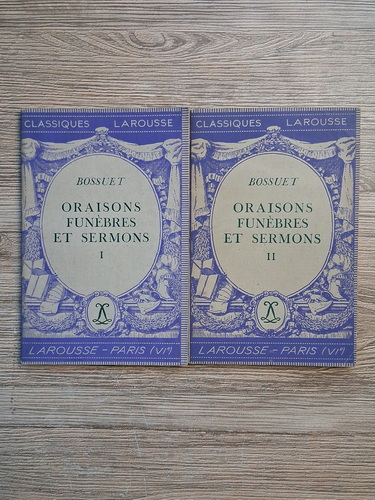 CLASSIQUES LAROUSSE
BOSSUET
ORAISONS
FUNÈBRES
ET SERMONS
I
LAROUSSE - PARIS (VIe)
CLASSIQUES LAROUSSE
BOSSUET
ORAISONS
FUNÈBRES
ET SERMONS
II
LAROUSSE - PARIS (VIe)